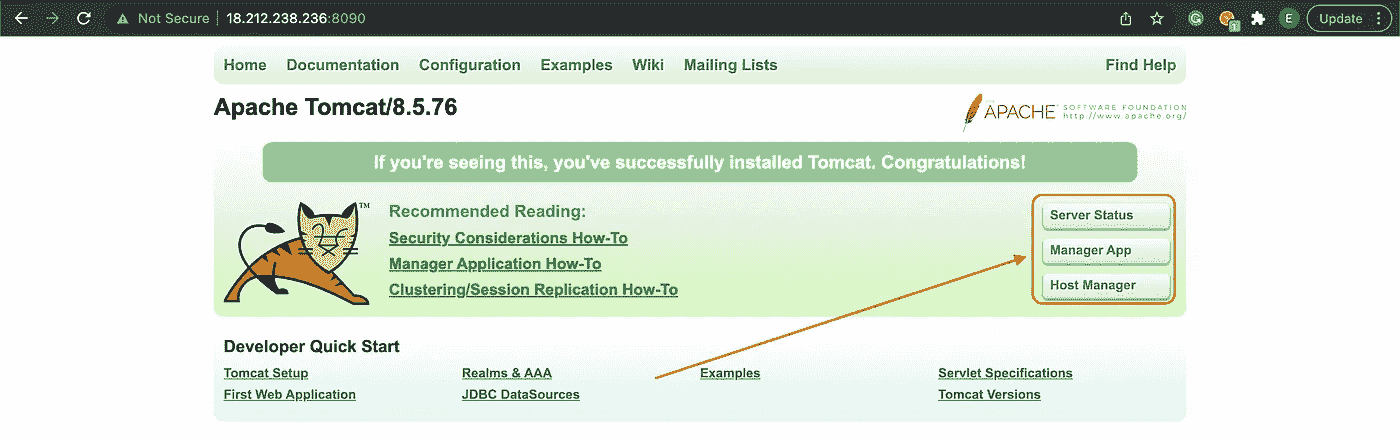 Not Secure 18.212.238.236:8090 E Update
Home Documentation Configuration Examples Wiki Mailing Lists Find Help
Apache Tomcat/8.5.76
APACHE SOFTWARE FOUNDATION
http://www.apache.org/
If you're seeing this, you've successfully installed Tomcat. Congratulations!
TM
Recommended Reading:
Security Considerations How-To
Manager Application How-To
Clustering/Session Replication How-To
Server Status
Manager App
Host Manager
Developer Quick Start
Tomcat Setup Realms & AAA Examples Servlet Specifications
First Web Application JDBC DataSources Tomcat Versions